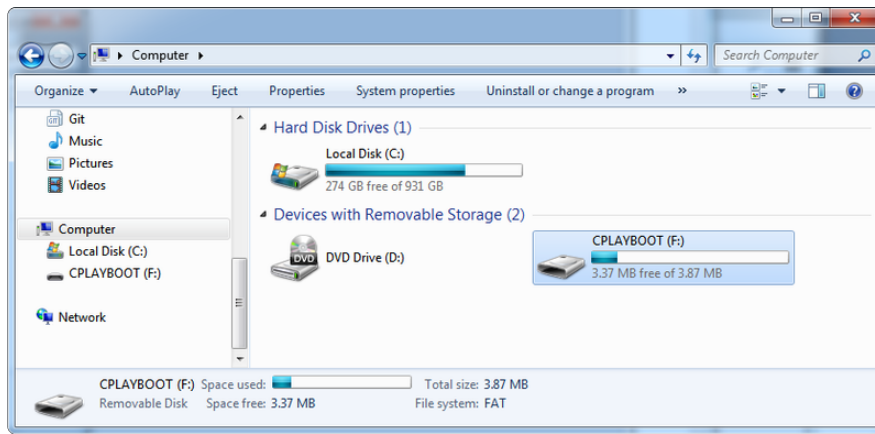 Computer
Search Computer
Organize AutoPlay Eject Properties System properties Uninstall or change a program »
Git
Music
Pictures
Videos
Computer
Local Disk (C:)
CPLAYBOOT (F:)
Network
Hard Disk Drives (1)
Local Disk (C:)
274 GB free of 931 GB
Devices with Removable Storage (2)
DVD Drive (D:)
CPLAYBOOT (F:)
3.37 MB free of 3.87 MB
CPLAYBOOT (F:) Space used: Total size: 3.87 MB
Removable Disk Space free: 3.37 MB File system: FAT